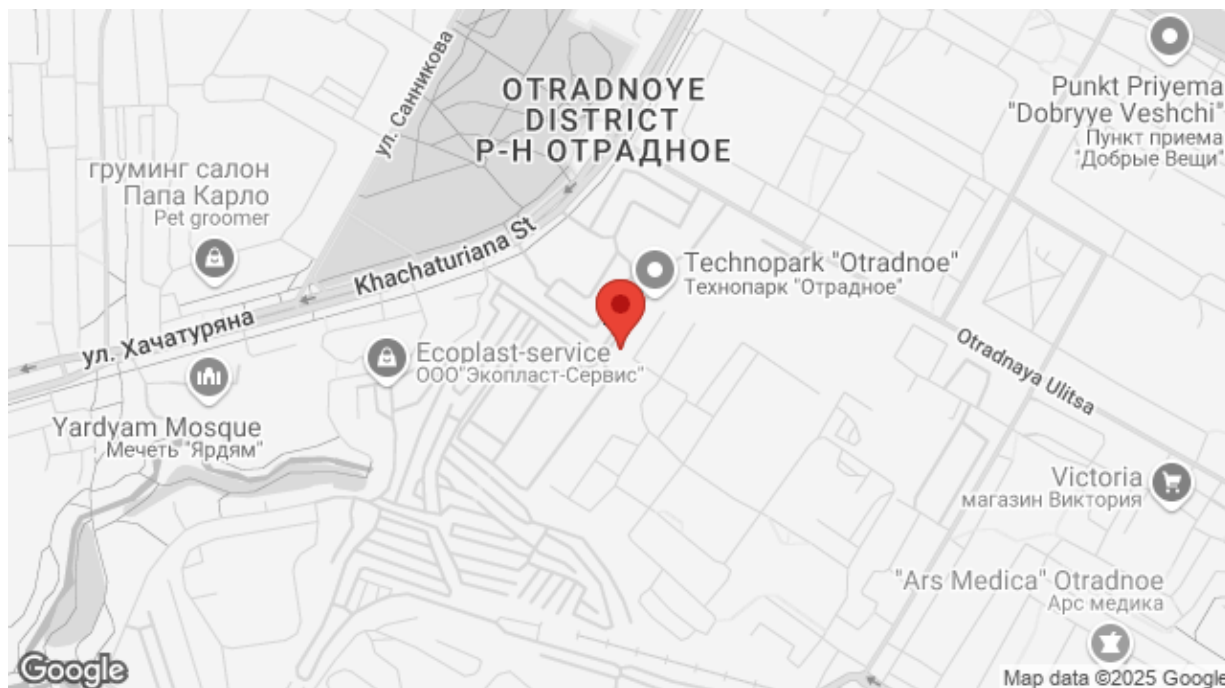 ул. Санникова
OTRADNOYE
DISTRICT
Р-Н ОТРАДНОЕ
Punkt Priyema
"Dobryye Veshchi"
Пункт приема
"Добрые Вещи"
груминг салон
Папа Карло
Pet groomer
Khachaturiana St
Technopark "Otradnoe"
Технопарк "Отрадное"
ул. Хачатуряна
Ecoplast-service
ООО"Экопласт-Сервис"
Otradnaya Ulitsa
Yardyam Mosque
Мечеть "Ярдям"
Victoria
магазин Виктория
"Ars Medica" Otradnoe
Арс медика
Google
Map data ©2025 Google